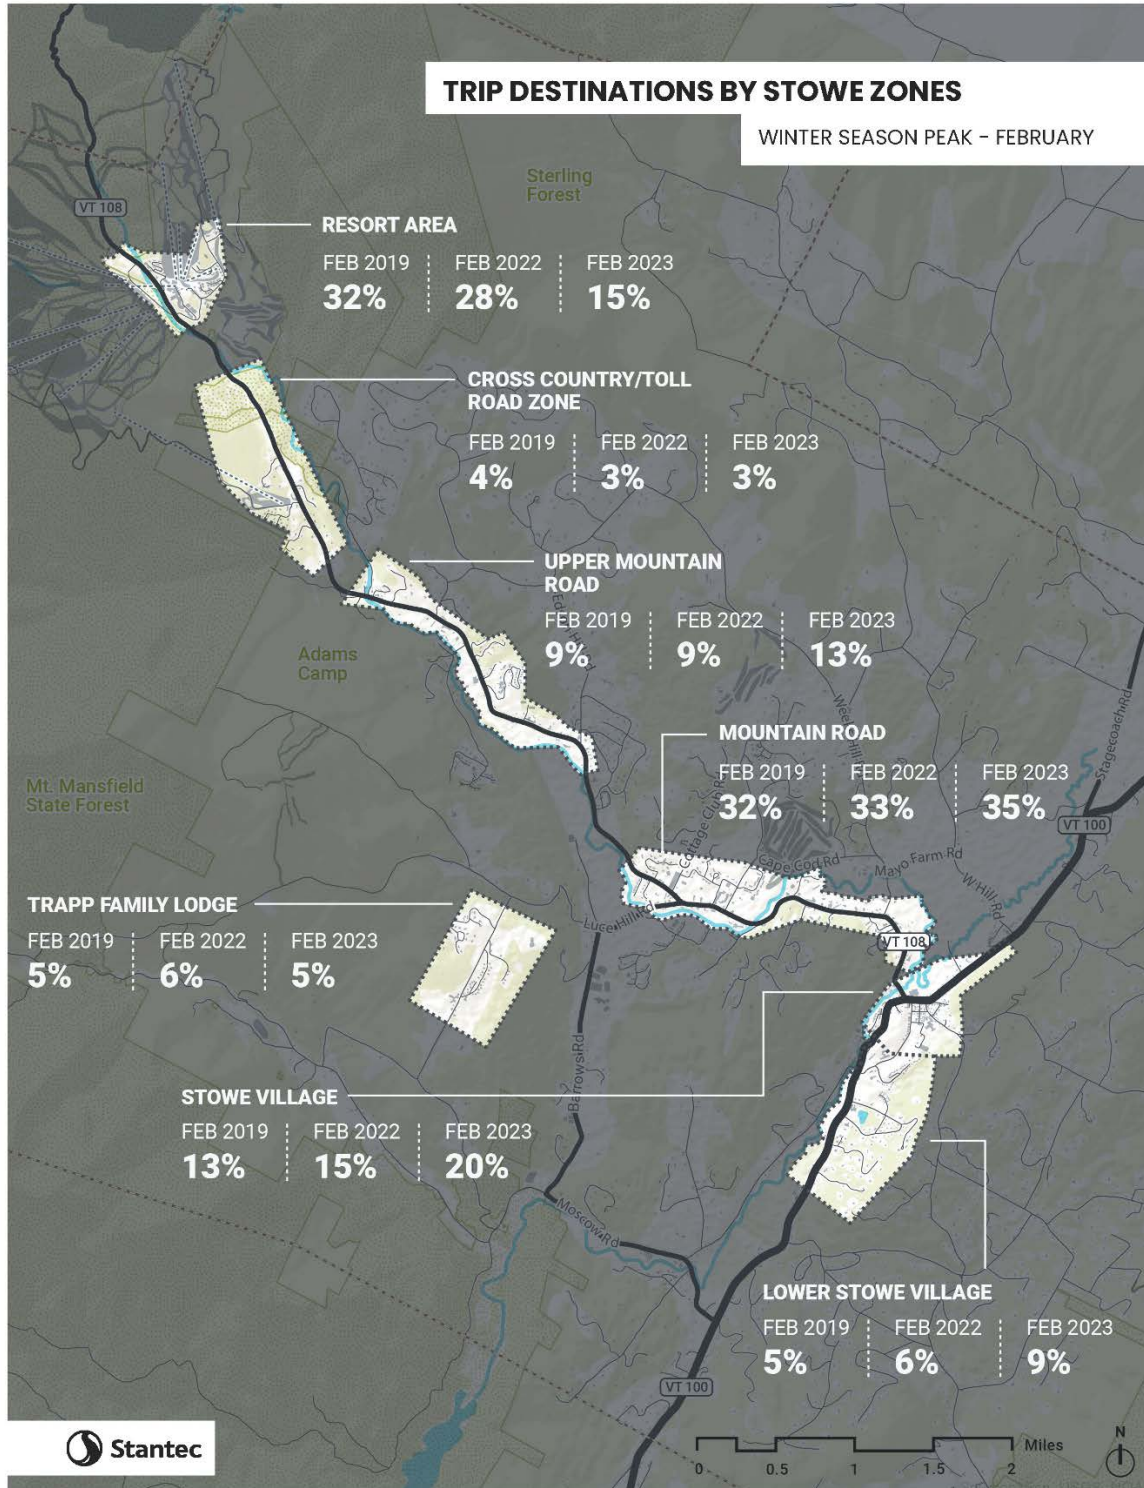 TRIP DESTINATIONS BY STOWE ZONES
WINTER SEASON PEAK - FEBRUARY
Sterling
Forest
VT 108
RESORT AREA
FEB 2019 FEB 2022 FEB 2023
32% 28% 15%
CROSS COUNTRY/TOLL
ROAD ZONE
FEB 2019 FEB 2022 FEB 2023
4% 3% 3%
UPPER MOUNTAIN
ROAD
FEB 2019 FEB 2022 FEB 2023
9% 9% 13%
Adams
Camp
MOUNTAIN ROAD
FEB 2019 FEB 2022 FEB 2023
32% 33% 35%
Stagecoach Rd
Mt. Mansfield
State Forest
VT 100
Cottage Club Rd
Cape Cod Rd
Mayo Farm Rd
W Hill Rd
TRAPP FAMILY LODGE
FEB 2019 FEB 2022 FEB 2023
5% 6% 5%
Luce Hill Rd
VT 108
Barrows Rd
STOWE VILLAGE
FEB 2019 FEB 2022 FEB 2023
13% 15% 20%
Moscow Rd
LOWER STOWE VILLAGE
FEB 2019 FEB 2022 FEB 2023
5% 6% 9%
VT 100
Stantec
Miles
0 0.5 1 1.5 2
N